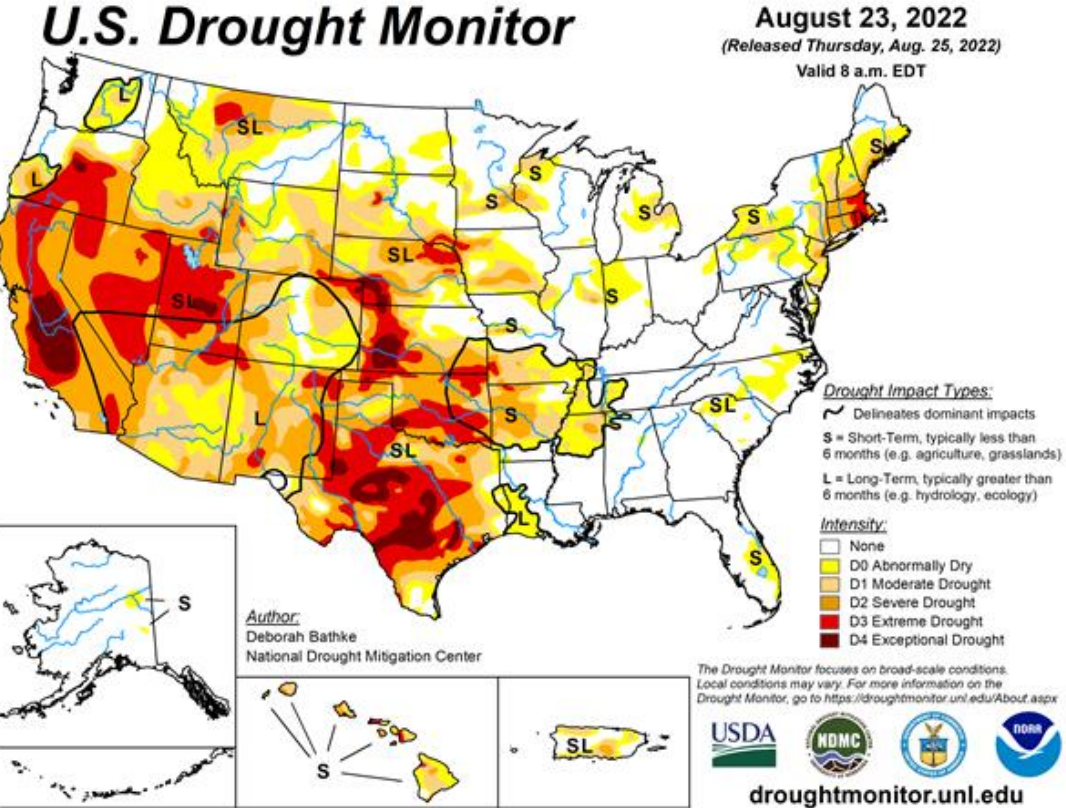 U.S. Drought Monitor
August 23, 2022
(Released Thursday, Aug. 25, 2022)
Valid 8 a.m. EDT
L
SL
L
S
S
S
S
S
SL
SL
S
S
L
S
SL
SL
L
S
S
Drought Impact Types:
Delineates dominant impacts
S = Short-Term, typically less than
6 months (e.g. agriculture, grasslands)
L = Long-Term, typically greater than
6 months (e.g. hydrology, ecology)
Intensity:
None
D0 Abnormally Dry
D1 Moderate Drought
D2 Severe Drought
D3 Extreme Drought
D4 Exceptional Drought
Author:
Deborah Bathke
National Drought Mitigation Center
S
SL
The Drought Monitor focuses on broad-scale conditions.
Local conditions may vary. For more information on the
Drought Monitor, go to https://droughtmonitor.unl.edu/About.aspx
USDA
NDMC
NOAA
droughtmonitor.unl.edu